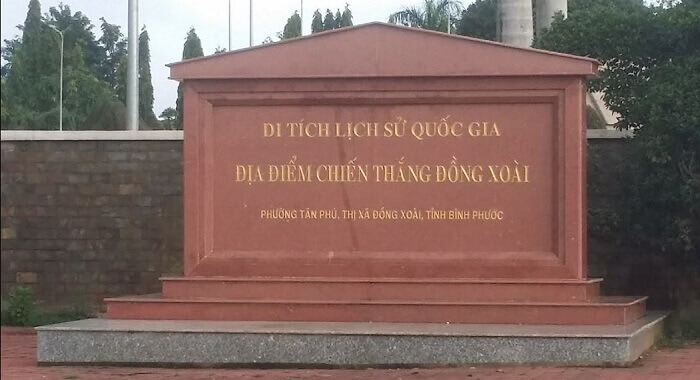 DI TÍCH LỊCH SỬ QUỐC GIA
ĐỊA ĐIỂM CHIẾN THẮNG ĐỒNG XOÀI
PHƯỜNG TÂN PHÚ, THỊ XÃ ĐỒNG XOÀI, TỈNH BÌNH PHƯỚC